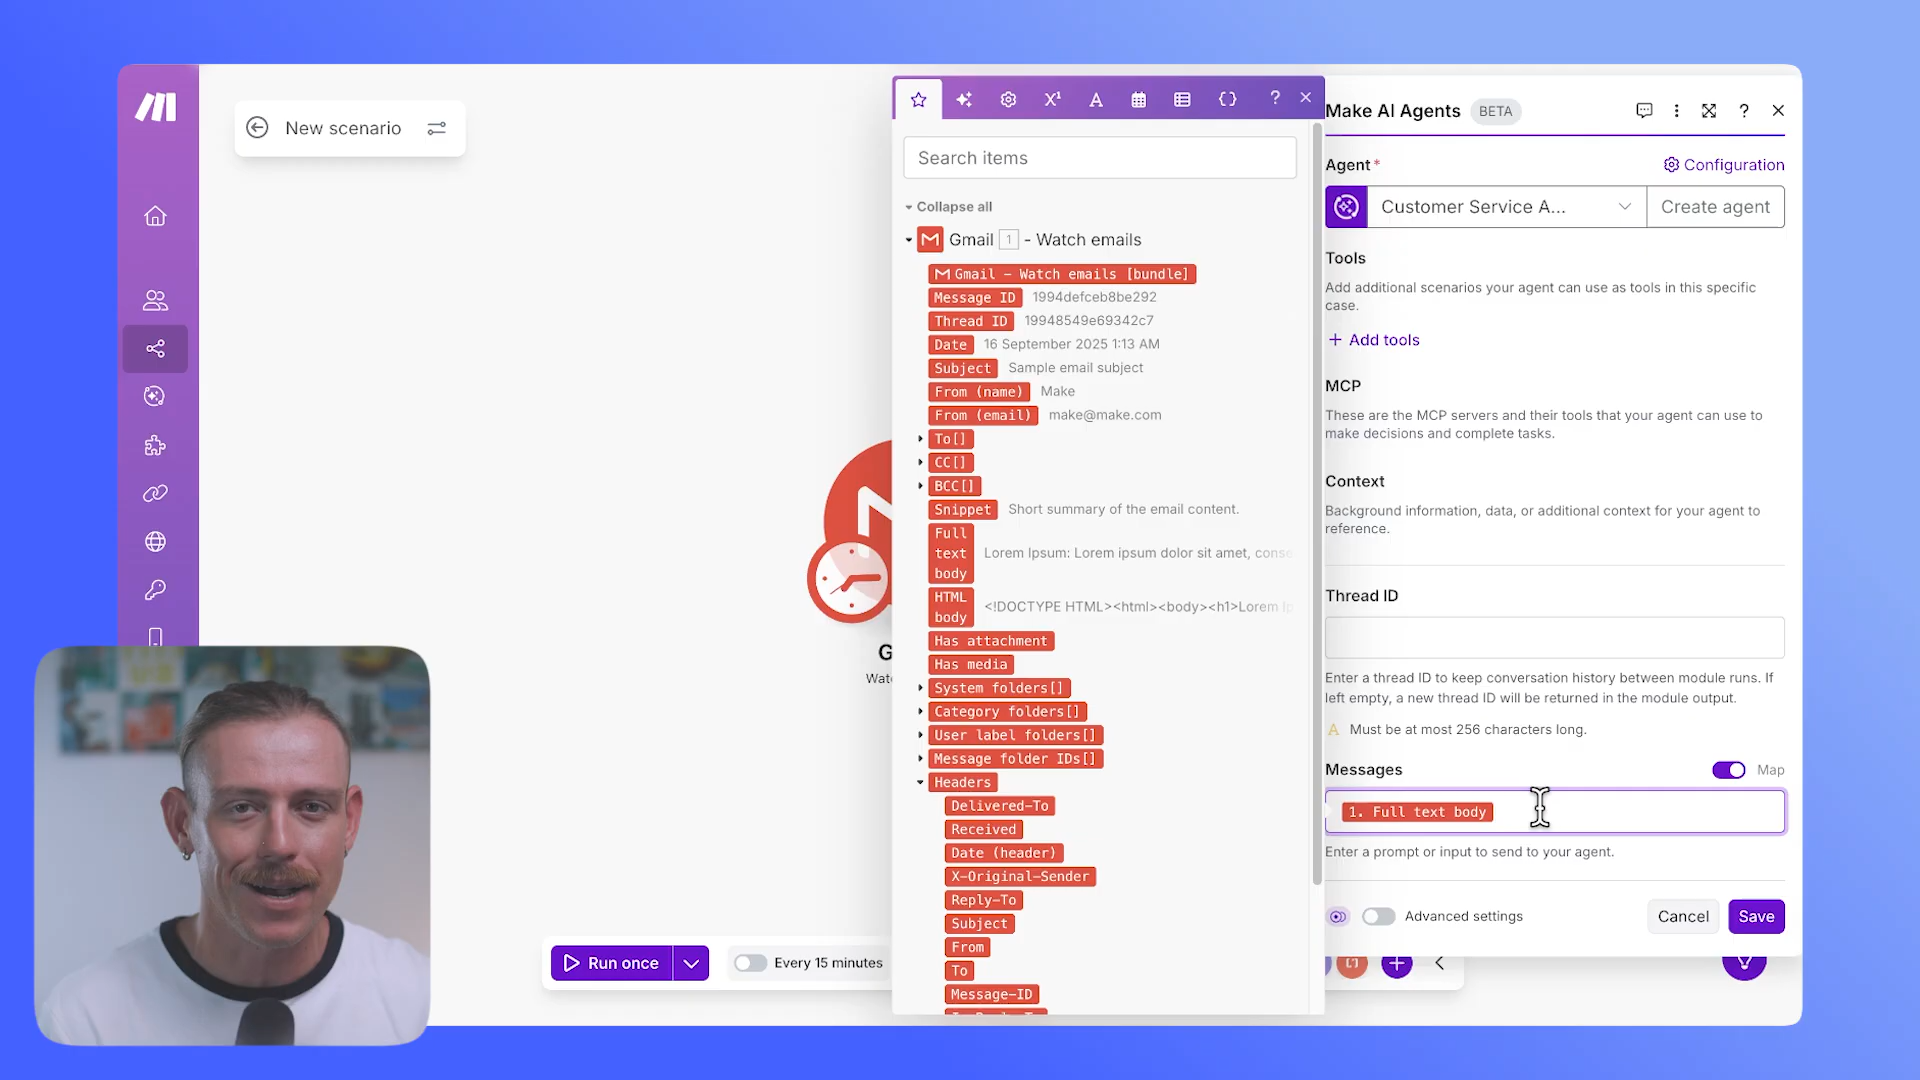 New scenario
G
Wat
Run once
Every 15 minutes
Search items
Collapse all
Gmail 1 - Watch emails
Gmail - Watch emails [bundle]
Message ID 1994defceb8be292
Thread ID 19948549e69342c7
Date 16 September 2025 1:13 AM
Subject Sample email subject
From (name) Make
From (email) make@make.com
To[]
CC[]
BCC[]
Snippet Short summary of the email content.
Full text body Lorem Ipsum: Lorem ipsum dolor sit amet, conse
HTML body <!DOCTYPE HTML><html><body><h1>Lorem Ip
Has attachment
Has media
System folders[]
Category folders[]
User label folders[]
Message folder IDs[]
Headers
Delivered-To
Received
Date (header)
X-Original-Sender
Reply-To
Subject
From
To
Message-ID
Make AI Agents BETA
Agent* Configuration
Customer Service A... Create agent
Tools
Add additional scenarios your agent can use as tools in this specific
case.
+ Add tools
MCP
These are the MCP servers and their tools that your agent can use to
make decisions and complete tasks.
Context
Background information, data, or additional context for your agent to
reference.
Thread ID
Enter a thread ID to keep conversation history between module runs. If
left empty, a new thread ID will be returned in the module output.
A Must be at most 256 characters long.
Messages Map
1. Full text body
Enter a prompt or input to send to your agent.
Advanced settings Cancel Save